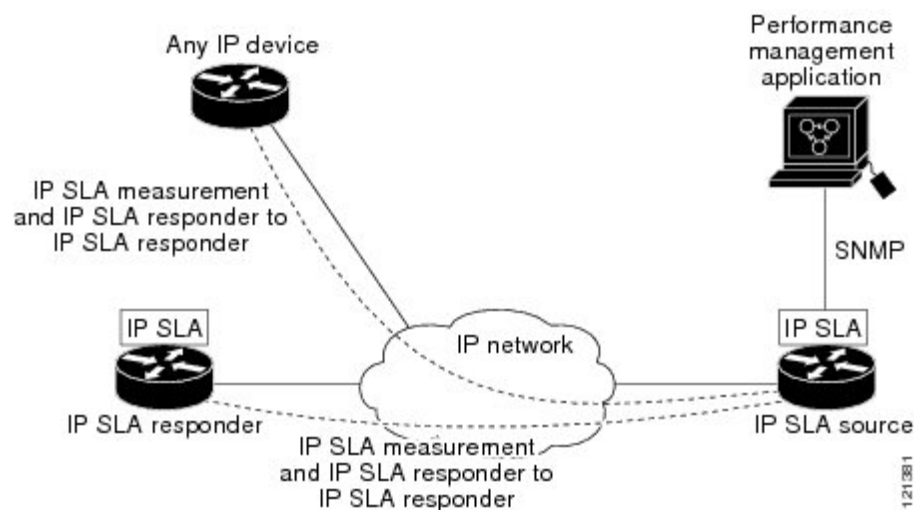 Any IP device
Performance
management
application
IP SLA measurement
and IP SLA responder to
IP SLA responder
SNMP
IP SLA
IP network
IP SLA
IP SLA responder
IP SLA source
IP SLA measurement
and IP SLA responder to
IP SLA responder
121381